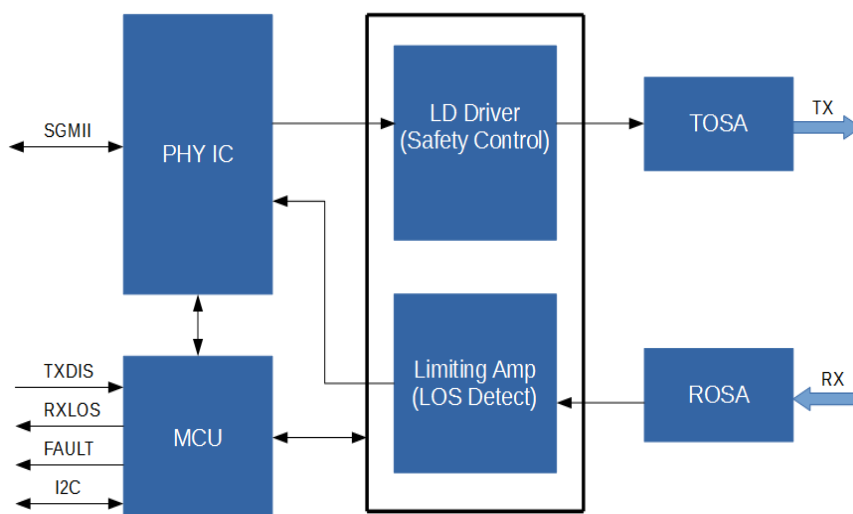 SGMII
PHY IC
LD Driver
(Safety Control)
TOSA
TX
TXDIS
RXLOS
FAULT
I2C
MCU
Limiting Amp
(LOS Detect)
ROSA
RX